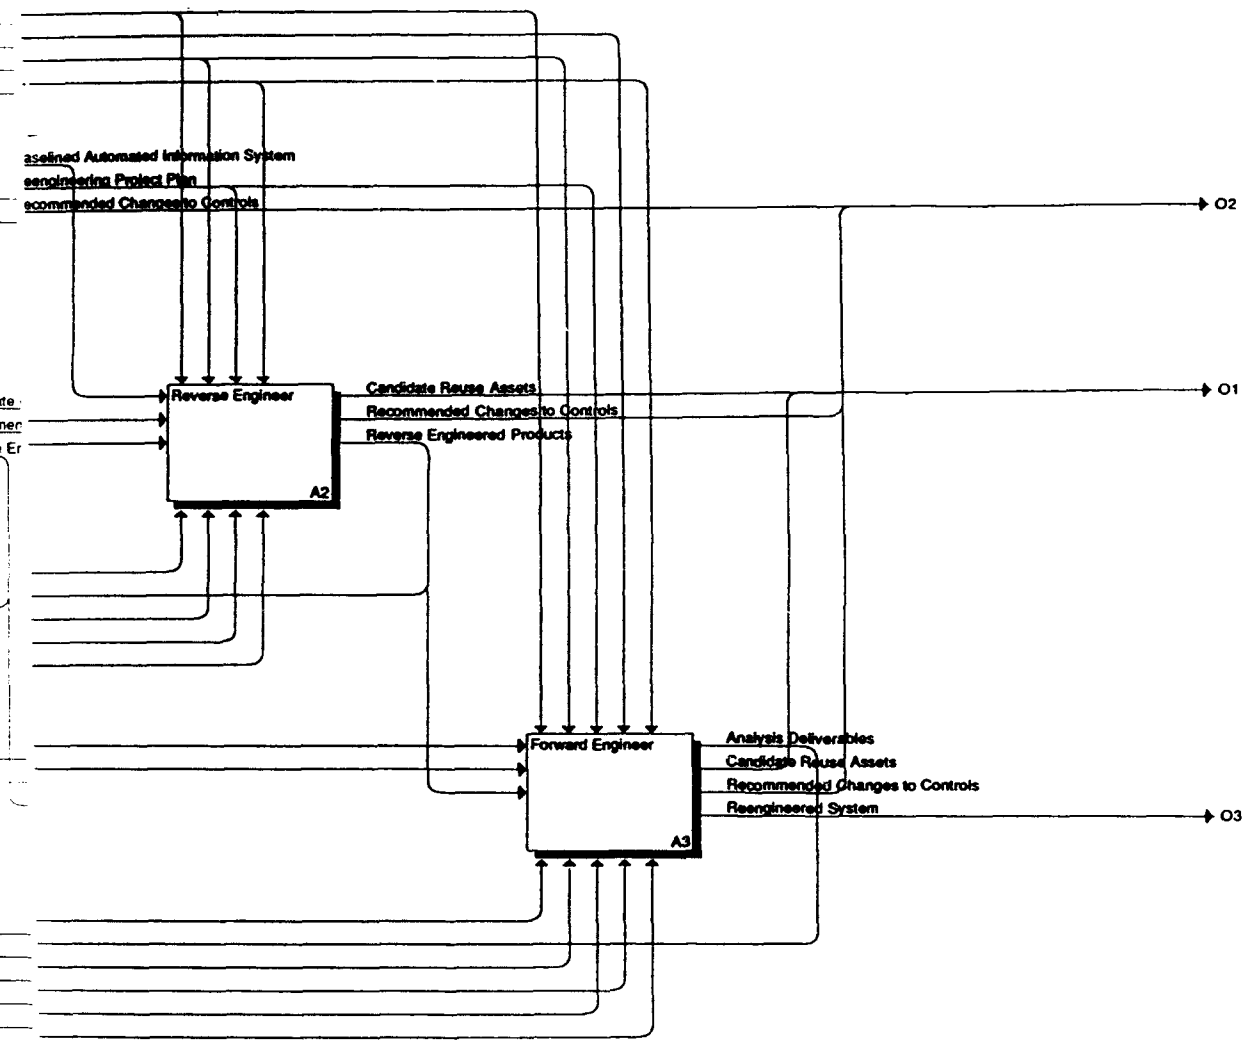 aselined Automated Information System
eengineering Project Plan
ecommended Changes to Controls
O2
Candidate Reuse Assets
O1
Reverse Engineer
Recommended Changes to Controls
Reverse Engineered Products
A2
Forward Engineer
Analysis Deliverables
Candidate Reuse Assets
Recommended Changes to Controls
Reengineered System
O3
A3